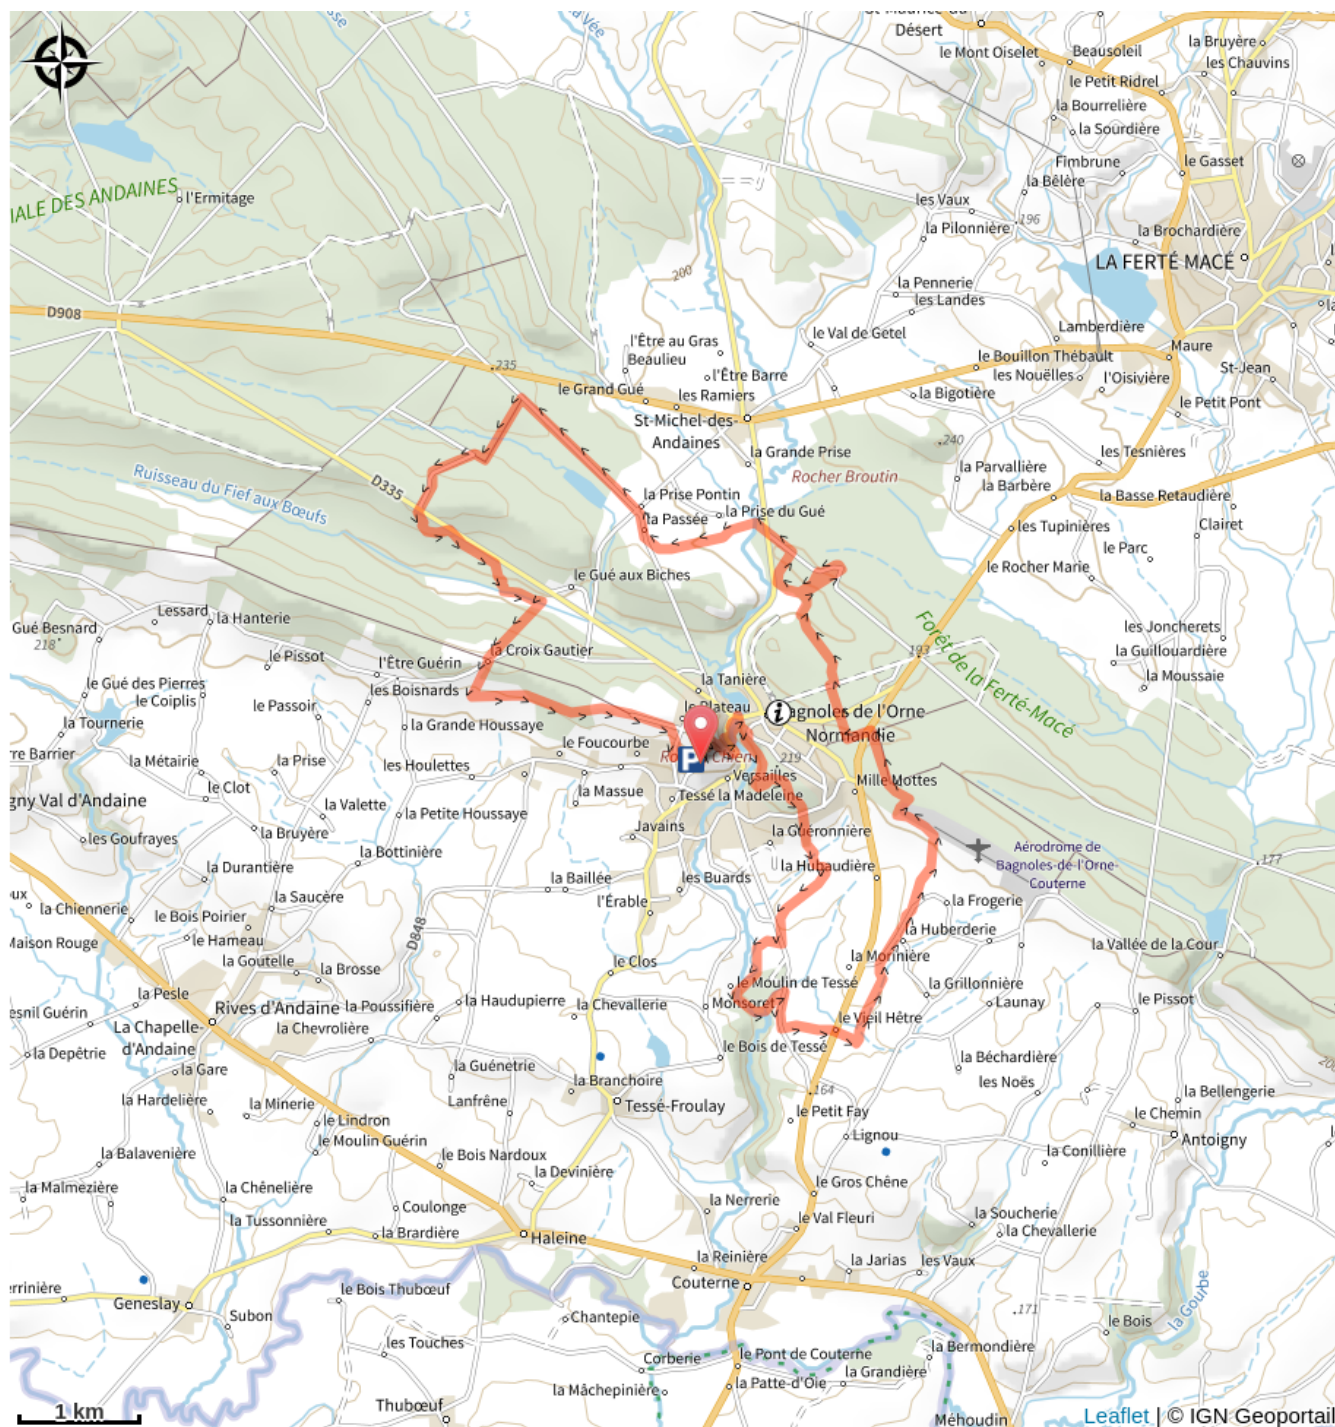 St-Maurice-du-
Désert
la Vée
le Mont Oiselet
Beausoleil
la Bruyère
les Chauvins
le Petit Ridrel
la Bourrelière
la Sourdière
Fimbrune
le Gasset
la Bêlère
IALE DES ANDAINES
l'Ermitage
les Vaux
196
la Pilonnière
la Brochardière
LA FERTÉ MACÉ
200
la Pennerie
les Landes
D908
Lamberdière
le Val de Getel
l'Être au Gras
Beaulieu
Maure
le Bouillon Thébault
les Nouëlles
St-Jean
235
l'Être Barre
l'Oisivière
le Grand Gué
les Ramiers
la Bigotière
le Petit Pont
St-Michel-des-
Andaines
240
la Grande Prise
les Tesnières
Rocher Broutin
la Parvallière
la Barbère
Ruisseau du Fief aux Bœufs
D335
la Prise Pontin
la Basse Retaudière
la Passée
la Prise du Gué
les Tupinières
Clairet
le Parc
le Gué aux Biches
le Rocher Marie
Lessard
la Hanterie
Gué Besnard
218
Forêt de la Ferté-Macé
les Joncherets
la Guillouardière
le Pissot
l'Être Guérin
la Croix Gautier
193
la Moussaie
le Gué des Pierres
le Coiplis
les Boisnards
la Tanière
la Tournerie
le Passoir
la Grande Houssaye
le Plateau
Bagnoles de l'Orne
Normandie
rre Barrier
la Métairie
la Prise
le Foucourbe
P
219
les Houlettes
Versailles
Mille Mottes
le Clot
gny Val d'Andaine
la Valette
la Massue
Tessé la Madeleine
la Petite Houssaye
les Goufrayes
la Bruyère
Javains
la Guéronnière
Aérodrome de
Bagnoles-de-l'Orne-
Couterne
la Bottinière
177
la Durantière
la Hubaudière
la Baillée
les Buards
la Saucère
l'Érable
la Frogerie
la Chiennerie
le Bois Poirier
D848
la Huberderie
Maison Rouge
le Hameau
la Vallée de la Cour
la Goutelle
la Morinière
la Brosse
le Clos
le Moulin de Tessé
la Grillonnière
la Pesle
la Haudupierre
la Chevallerie
Monsoret
Launay
le Pissot
Rives d'Andaine
la Poussifière
esnil Guérin
le Vieil Hêtre
La Chapelle-
d'Andaine
la Chevrolière
la Depêtrie
le Bois de Tessé
la Béchardière
la Gare
la Guénetrie
la Branchoire
les Noës
la Bellengerie
164
la Hardelière
la Minerie
Lanfrêne
Tessé-Froulay
le Petit Fay
le Chemin
le Lindron
Lignou
Antoigny
le Moulin Guérin
la Balavenière
le Bois Nardoux
la Conillière
la Devinière
la Malmezière
la Chênelière
le Gros Chêne
la Nerrerie
Coulonge
la Soucherie
la Tussonnière
le Val Fleuri
la Chevallerie
la Brardière
Haleine
la Reinière
la Jarias
les Vaux
Couterne
la Gourbe
errinière
le Bois Thubœuf
Geneslay
Subon
Chantepie
171
le Bois
les Touches
la Bermondière
Corberie
le Pont de Couterne
la Grandière
la Mâchepinière
la Patte-d'Oie
Thubœuf
Méhoudin
1 km
Leaflet | © IGN Geoportail